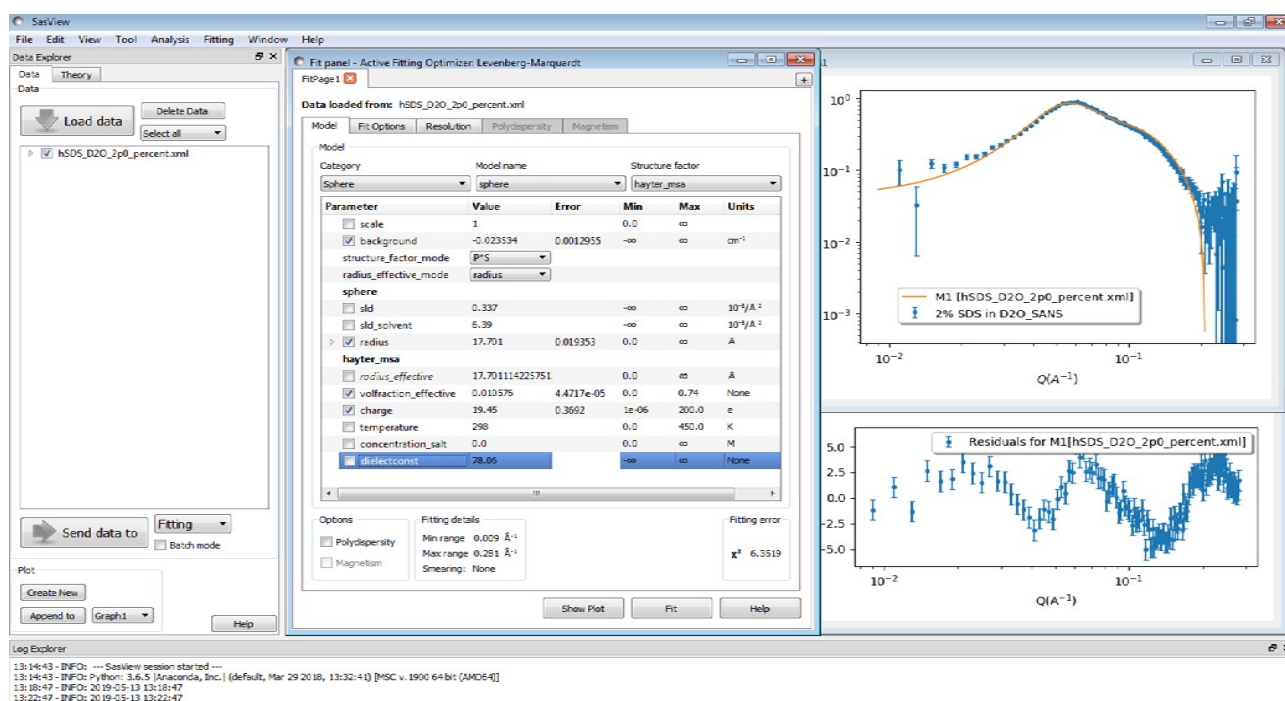 SasView
File Edit View Tool Analysis Fitting Window Help
Data Explorer
Data Theory
Data
Load data
Delete Data
Select all
hSDS_D2O_2p0_percent.xml
Send data to
Fitting
Batch mode
Plot
Create New
Append to Graph1
Help
Fit panel - Active Fitting Optimizer: Levenberg-Marquardt
FitPage1
Data loaded from: hSDS_D2O_2p0_percent.xml
Model Fit Options Resolution Polydispersity Magnetism
Model
Category Model name Structure factor
Sphere sphere hayter_msa
Parameter Value Error Min Max Units
scale 1 0.0 ∞
background -0.023534 0.0012955 -∞ ∞ cm⁻¹
structure_factor_mode P*S
radius_effective_mode radius
sphere
sld 0.337 -∞ ∞ 10⁻⁶/Å²
sld_solvent 6.39 -∞ ∞ 10⁻⁶/Å²
radius 17.701 0.019353 0.0 ∞ Å
hayter_msa
radius_effective 17.701114225751 0.0 ∞ Å
volfraction_effective 0.010576 4.4717e-05 0.0 0.74 None
charge 19.45 0.3692 1e-06 200.0 e
temperature 298 0.0 450.0 K
concentration_salt 0.0 0.0 ∞ M
dielectconst 78.06 -∞ ∞ None
Options
Polydispersity
Magnetism
Fitting details
Min range 0.009 Å⁻¹
Max range 0.281 Å⁻¹
Smearing: None
Fitting error
χ² 6.3519
Show Plot Fit Help
10⁰
10⁻¹
10⁻²
10⁻³
M1 [hSDS_D2O_2p0_percent.xml]
2% SDS in D2O_SANS
10⁻² 10⁻¹
Q(A⁻¹)
5.0
2.5
0.0
-2.5
-5.0
Residuals for M1[hSDS_D2O_2p0_percent.xml]
10⁻² 10⁻¹
Q(A⁻¹)
Log Explorer
13:14:43 - INFO: --- SasView session started ---
13:14:43 - INFO: Python: 3.6.5 |Anaconda, Inc.| (default, Mar 29 2018, 13:32:41) [MSC v.1900 64 bit (AMD64)]
13:18:47 - INFO: 2019-05-13 13:18:47
13:22:47 - INFO: 2019-05-13 13:22:47